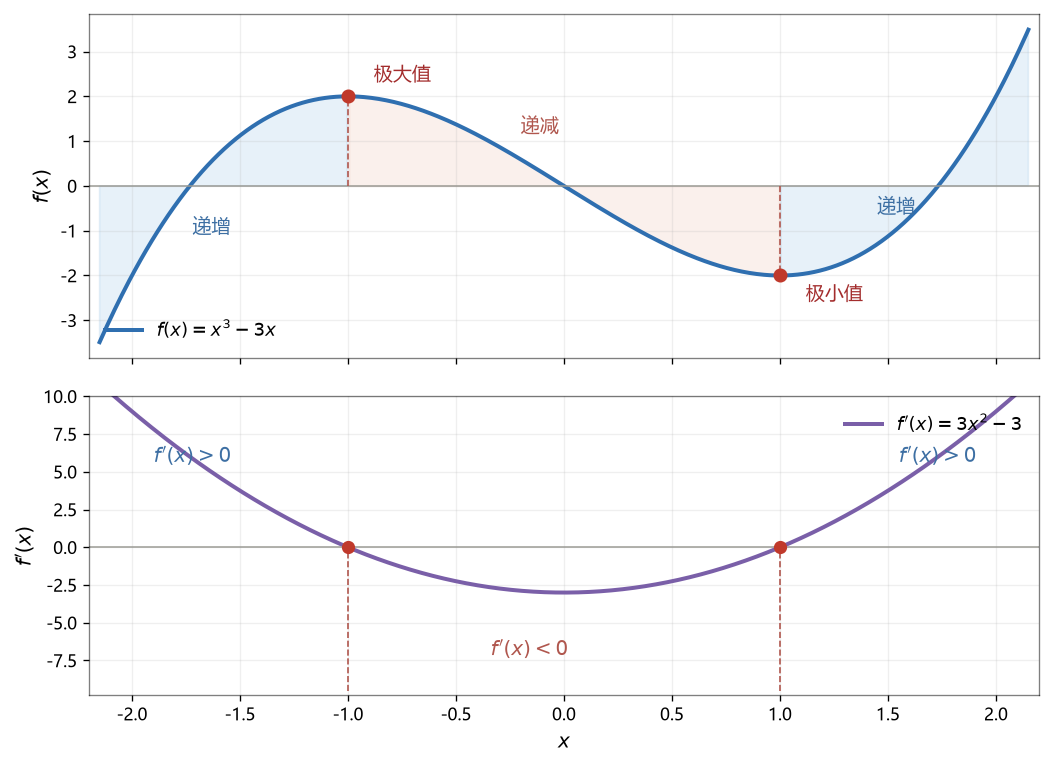 f(x)
3
2
1
0
-1
-2
-3
极大值
递减
递增
递增
极小值
f(x) = x³ − 3x
f′(x)
10.0
7.5
5.0
2.5
0.0
-2.5
-5.0
-7.5
f′(x) = 3x² − 3
f′(x) > 0
f′(x) > 0
f′(x) < 0
-2.0 -1.5 -1.0 -0.5 0.0 0.5 1.0 1.5 2.0
x